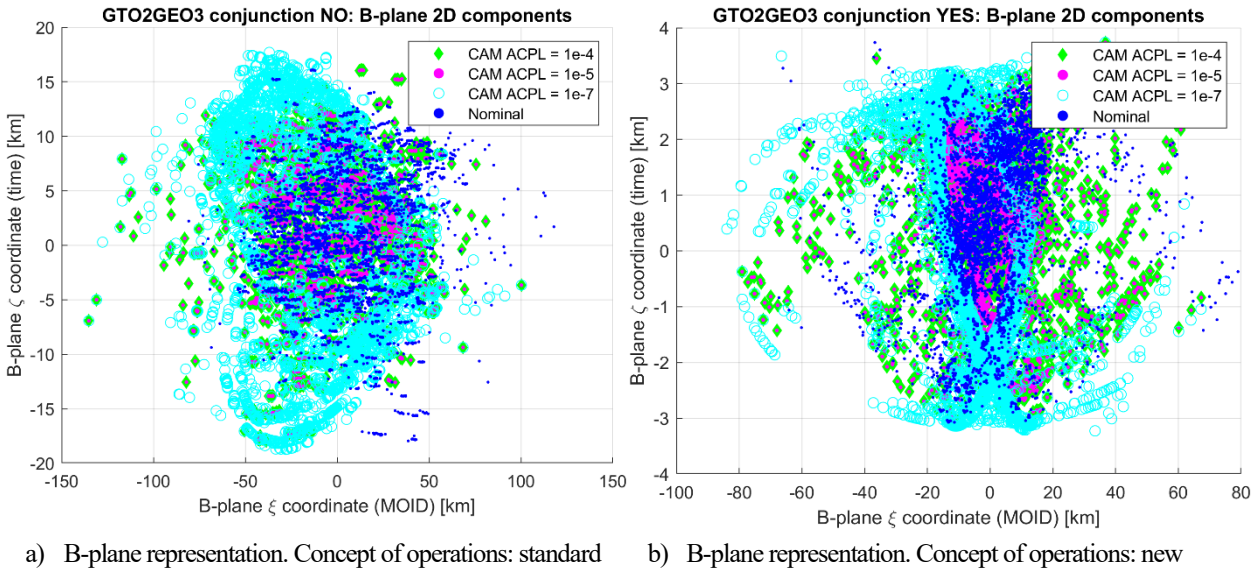 GTO2GEO3 conjunction NO: B-plane 2D components
20
15
10
5
0
-5
-10
-15
-20
B-plane ζ coordinate (time) [km]
-150
-100
-50
0
50
100
150
B-plane ξ coordinate (MOID) [km]
CAM ACPL = 1e-4
CAM ACPL = 1e-5
CAM ACPL = 1e-7
Nominal
a) B-plane representation. Concept of operations: standard
GTO2GEO3 conjunction YES: B-plane 2D components
4
3
2
1
0
-1
-2
-3
-4
B-plane ζ coordinate (time) [km]
-100
-80
-60
-40
-20
0
20
40
60
80
B-plane ξ coordinate (MOID) [km]
CAM ACPL = 1e-4
CAM ACPL = 1e-5
CAM ACPL = 1e-7
Nominal
b) B-plane representation. Concept of operations: new